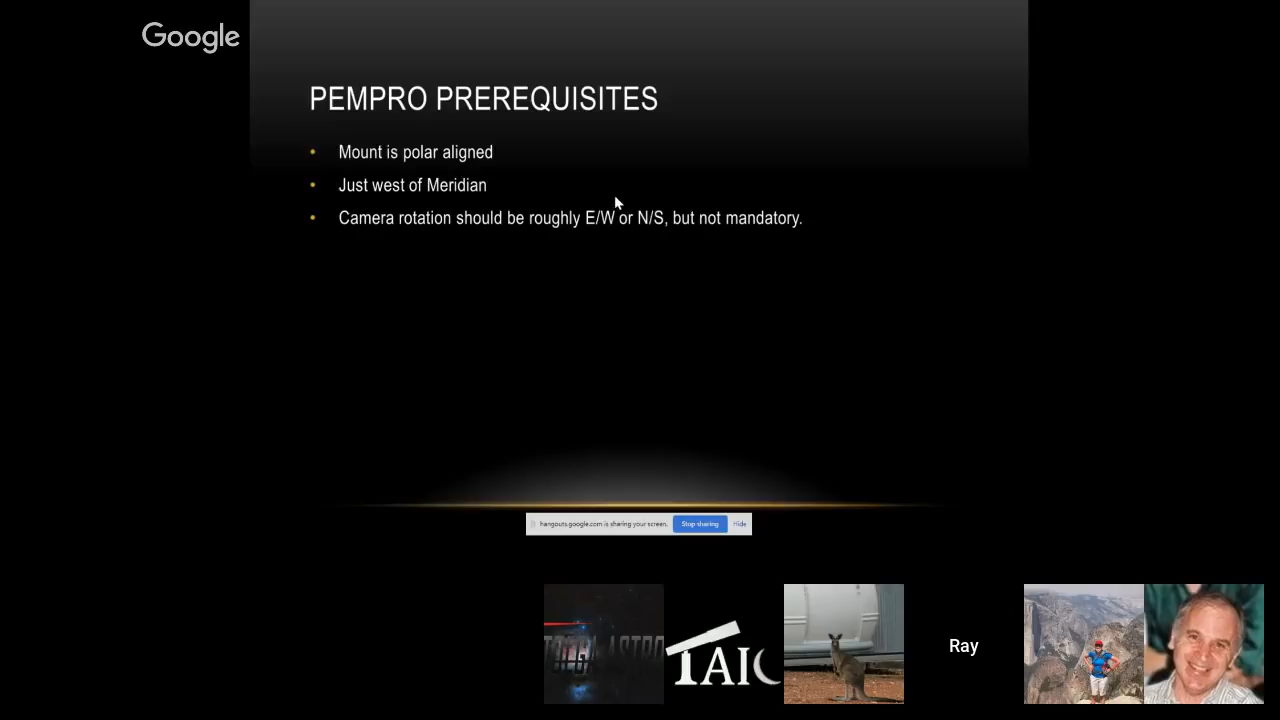 Google
PEMPRO PREREQUISITES
• Mount is polar aligned
• Just west of Meridian
• Camera rotation should be roughly E/W or N/S, but not mandatory.
hangouts.google.com is sharing your screen. Stop sharing Hide
ASTRO
TAIC
Ray